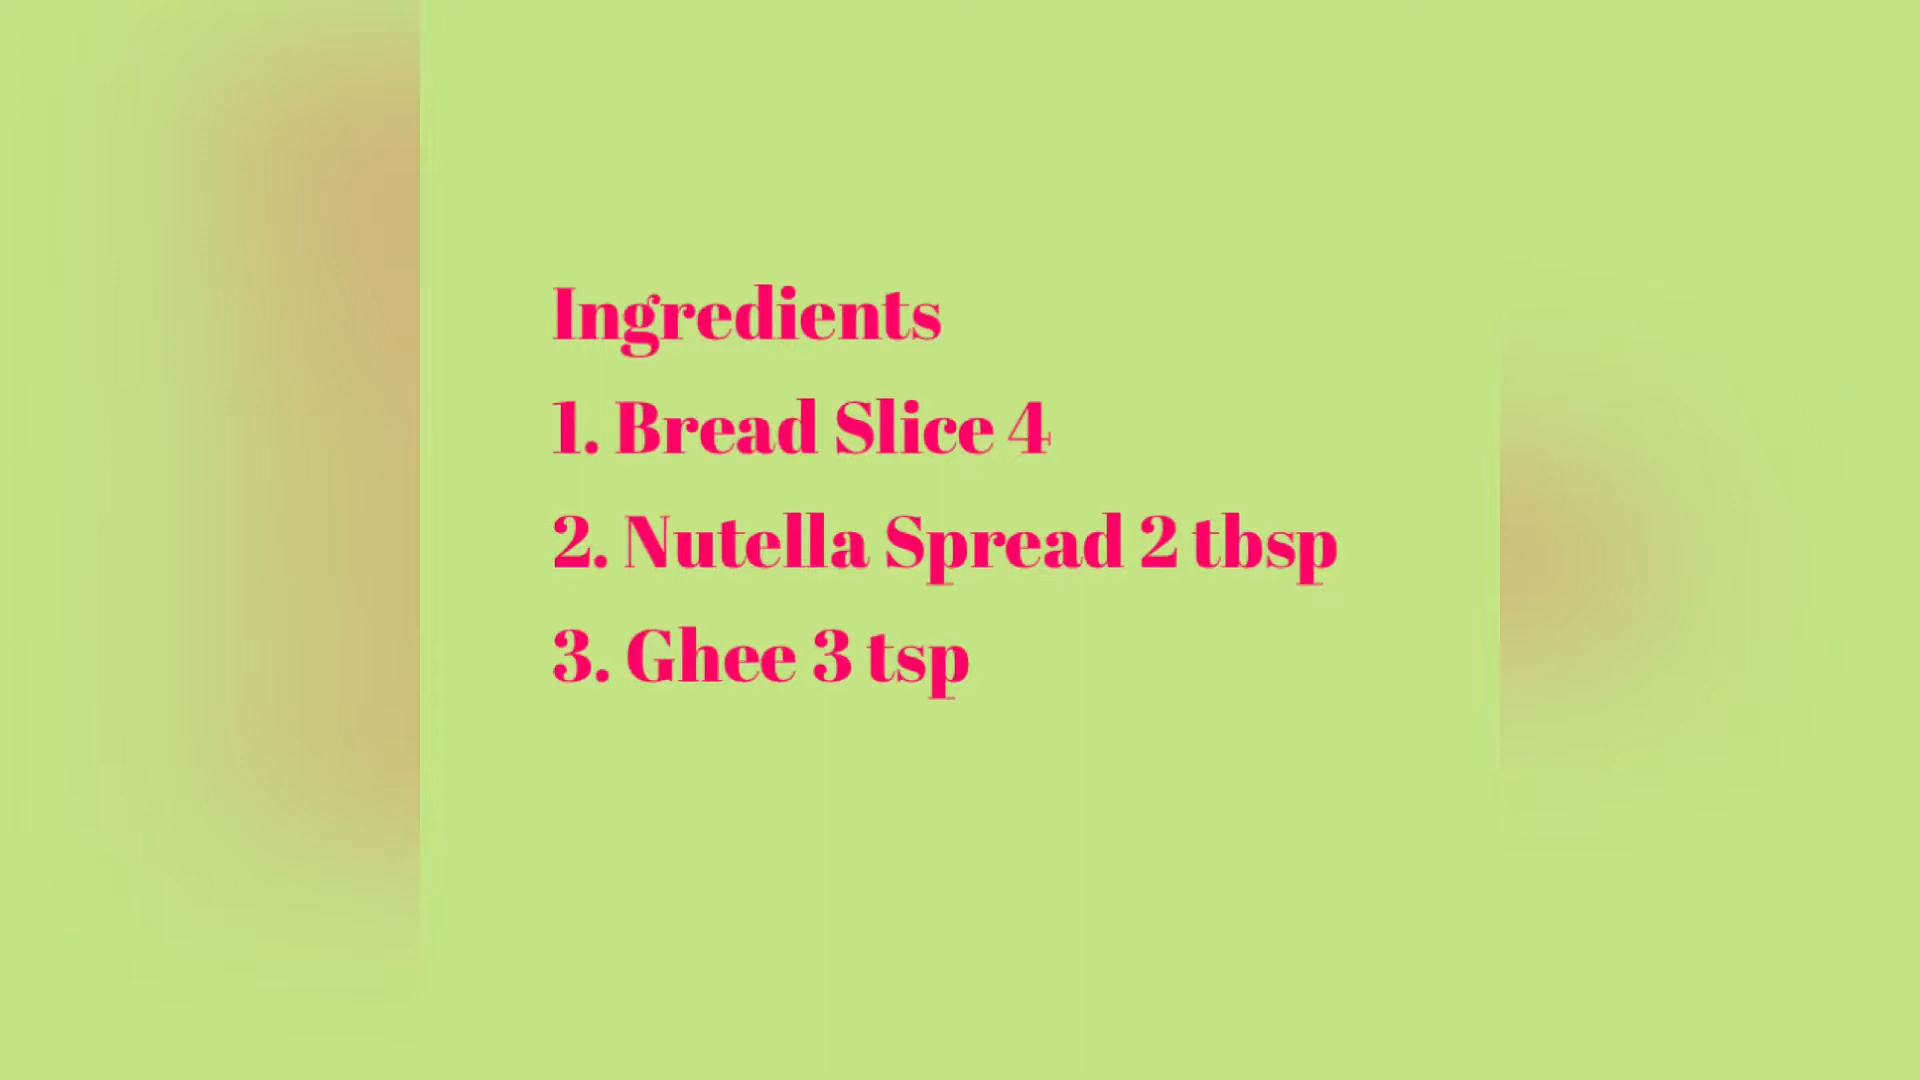 Ingredients
1. Bread Slice 4
2. Nutella Spread 2 tbsp
3. Ghee 3 tsp